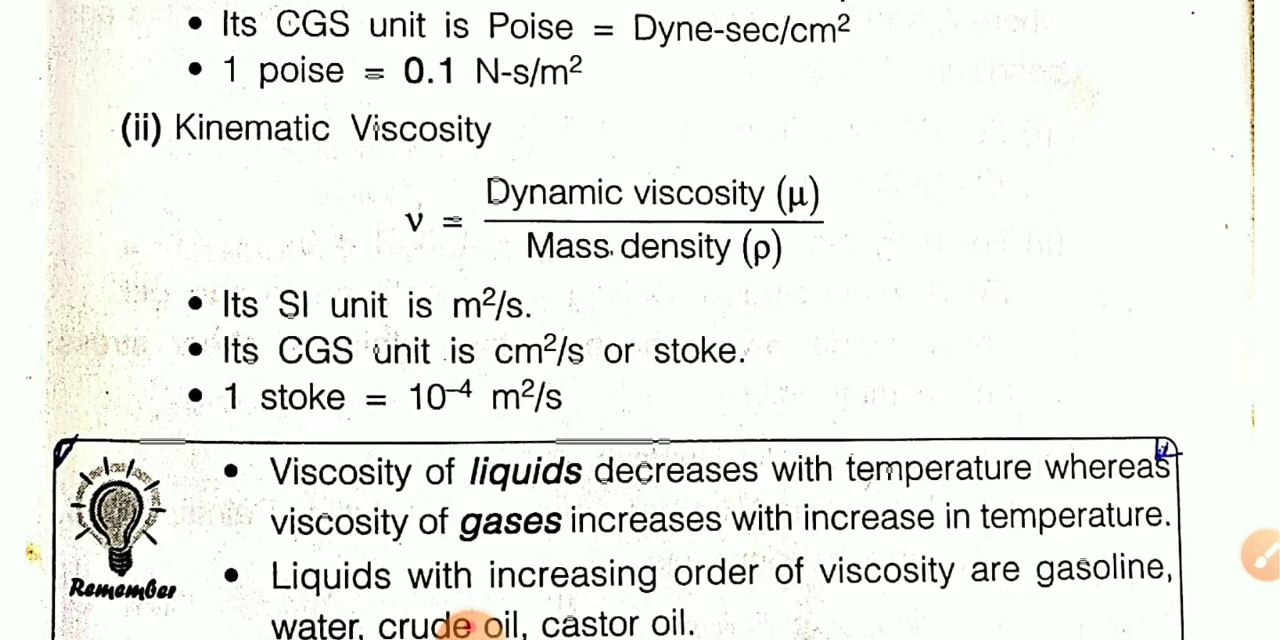 • Its CGS unit is Poise = Dyne-sec/cm²
• 1 poise = 0.1 N-s/m²
(ii) Kinematic Viscosity
ν = Dynamic viscosity (μ)
Mass density (ρ)
• Its SI unit is m²/s.
• Its CGS unit is cm²/s or stoke.
• 1 stoke = 10⁻⁴ m²/s
• Viscosity of liquids decreases with temperature whereas
viscosity of gases increases with increase in temperature.
Remember
• Liquids with increasing order of viscosity are gasoline,
water, crude oil, castor oil.